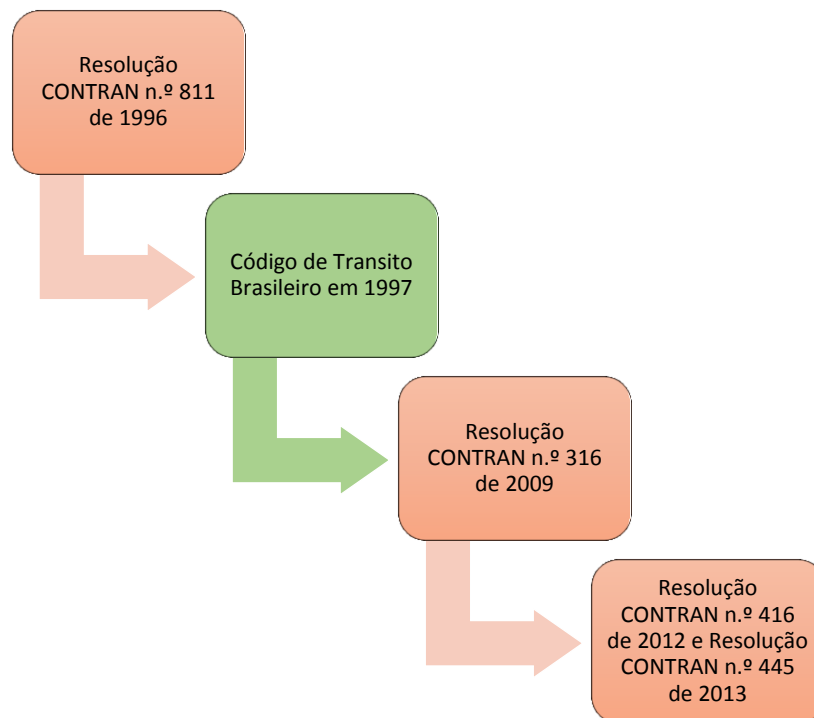 Resolução
CONTRAN n.º 811
de 1996
Código de Transito
Brasileiro em 1997
Resolução
CONTRAN n.º 316
de 2009
Resolução
CONTRAN n.º 416
de 2012 e Resolução
CONTRAN n.º 445
de 2013